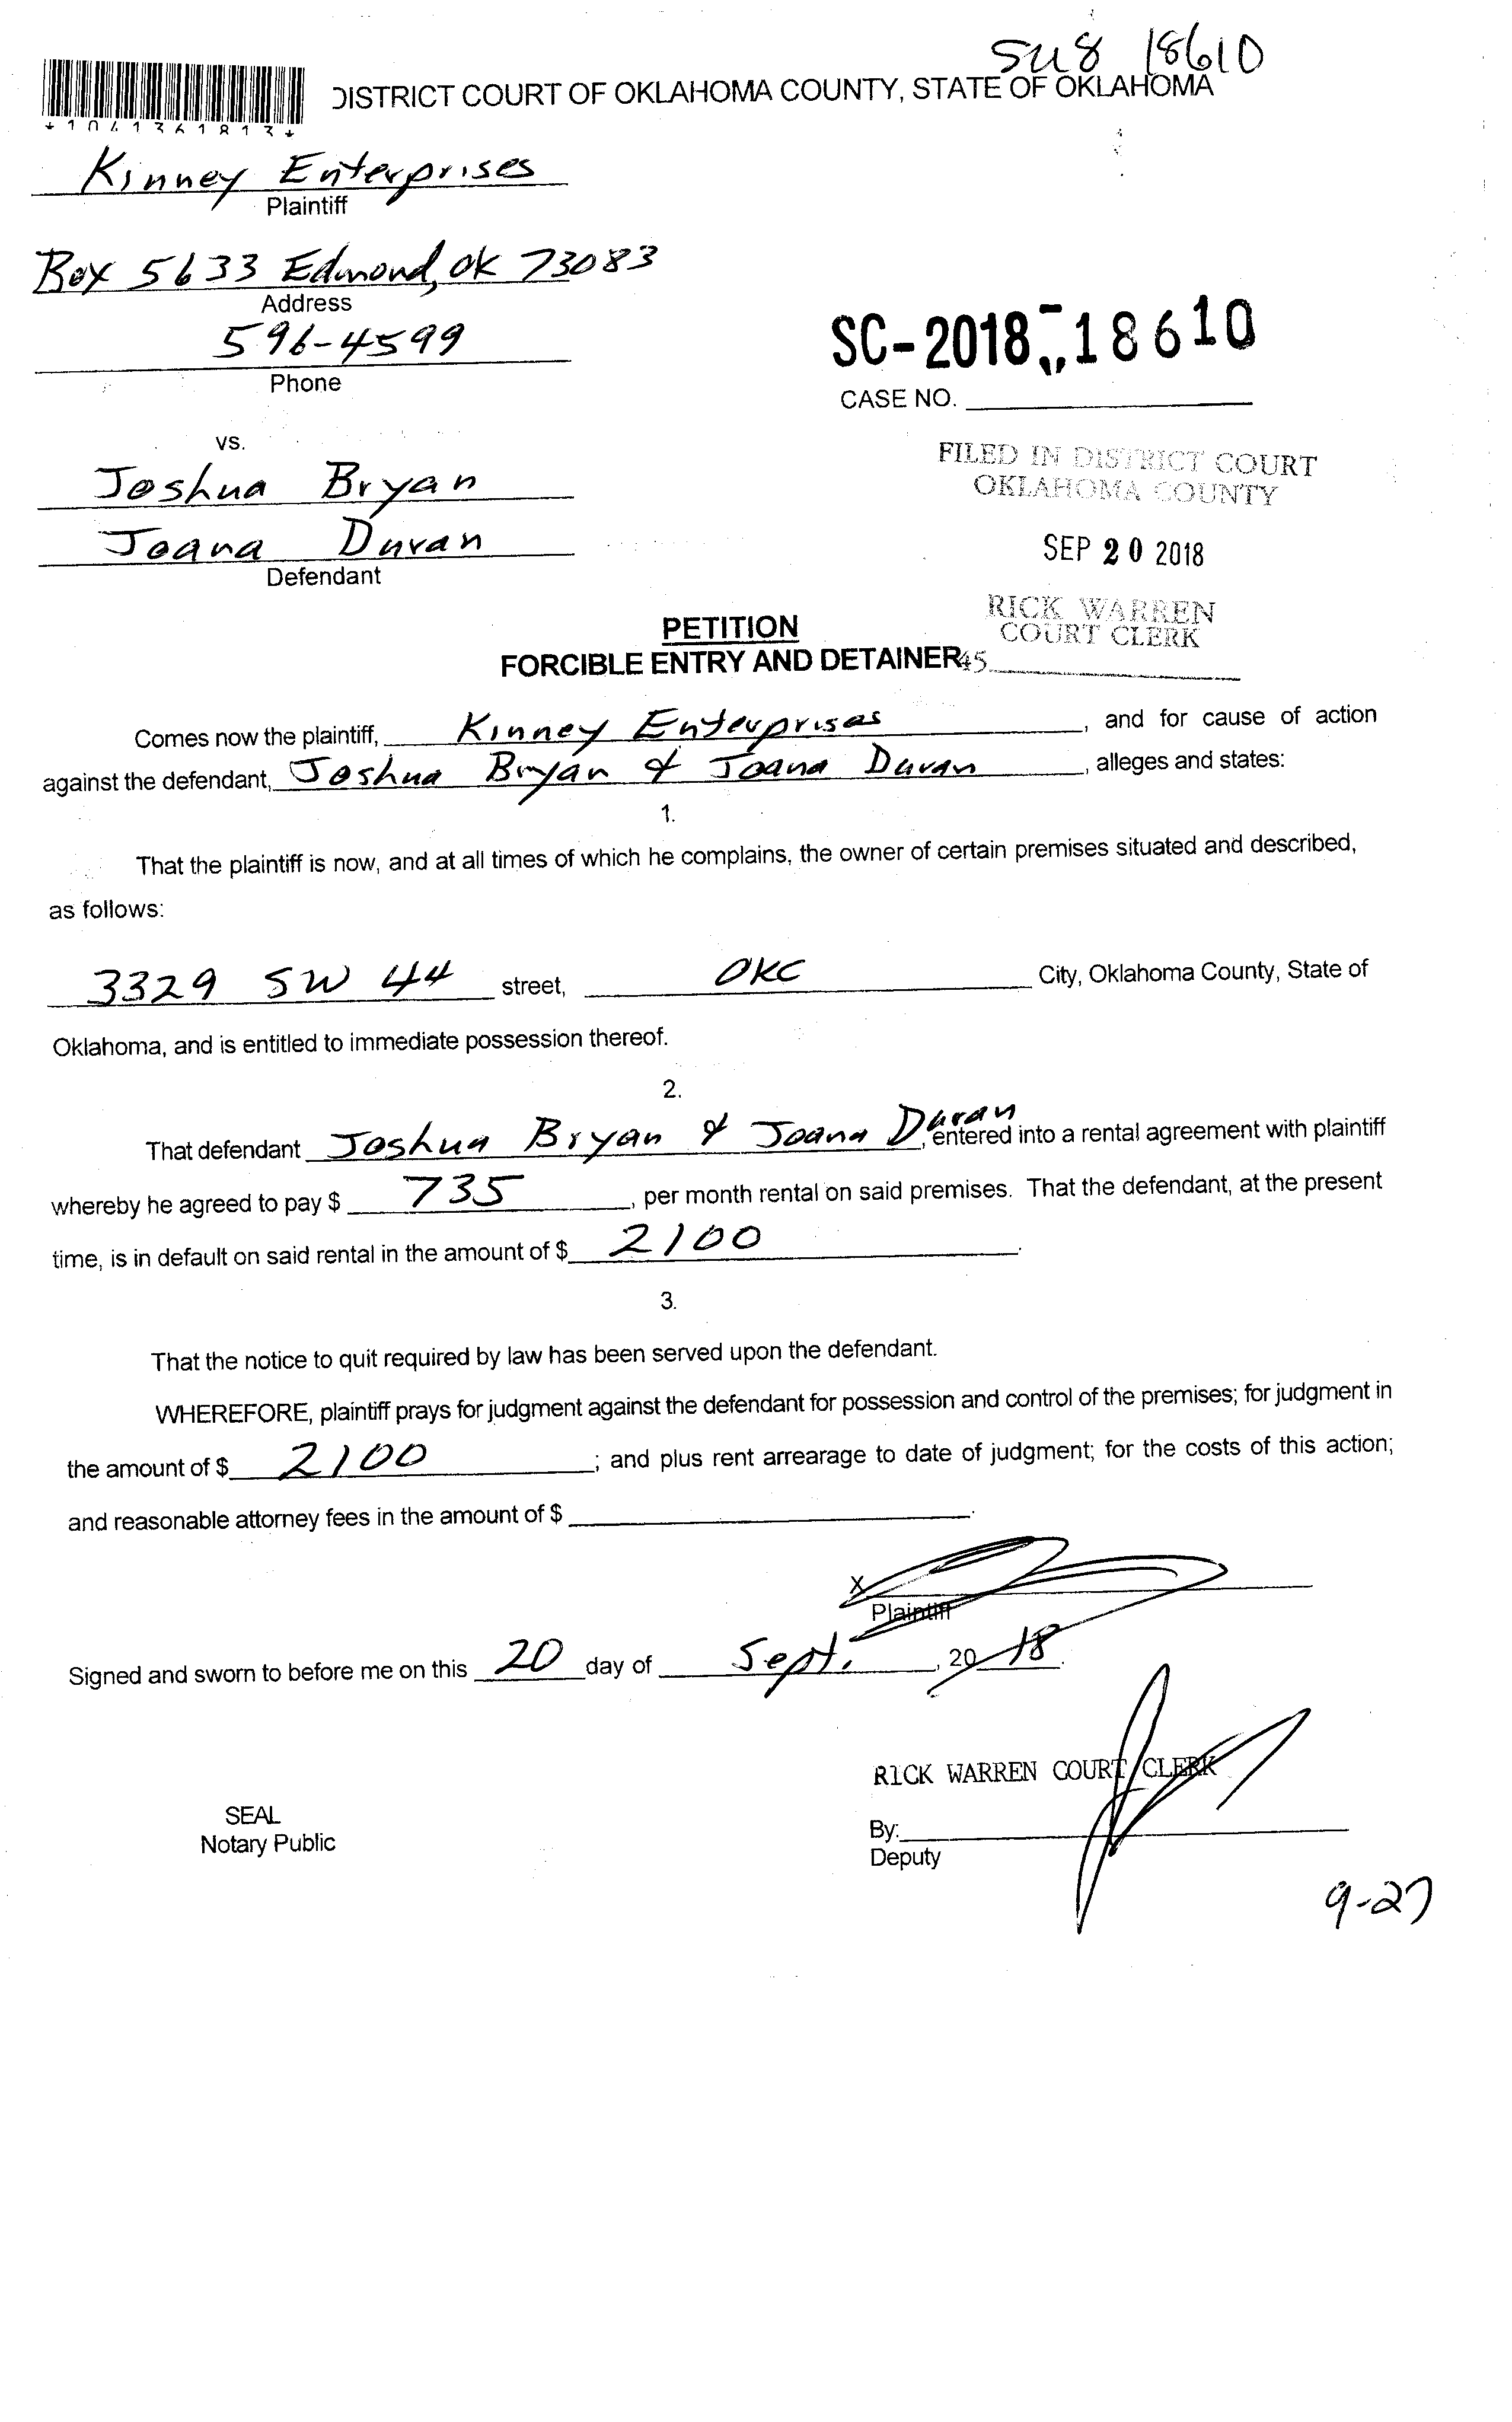 SU8 18610
DISTRICT COURT OF OKLAHOMA COUNTY, STATE OF OKLAHOMA
*1041361813*
Kinney Enterprises
Plaintiff
Box 5633 Edmond, OK 73083
Address
596-4599
Phone
SC-2018-18610
CASE NO.
vs.
Joshua Bryan
Joana Duran
Defendant
FILED IN DISTRICT COURT
OKLAHOMA COUNTY
SEP 20 2018
RICK WARREN
COURT CLERK
PETITION
FORCIBLE ENTRY AND DETAINER
45
Comes now the plaintiff, Kinney Enterprises, and for cause of action
against the defendant, Joshua Bryan & Joana Duran, alleges and states:
1.
That the plaintiff is now, and at all times of which he complains, the owner of certain premises situated and described,
as follows:
3329 SW 44 street, OKC City, Oklahoma County, State of
Oklahoma, and is entitled to immediate possession thereof.
2.
That defendant Joshua Bryan & Joana Duran, entered into a rental agreement with plaintiff
whereby he agreed to pay $ 735, per month rental on said premises. That the defendant, at the present
time, is in default on said rental in the amount of $ 2100.
3.
That the notice to quit required by law has been served upon the defendant.
WHEREFORE, plaintiff prays for judgment against the defendant for possession and control of the premises; for judgment in
the amount of $ 2100; and plus rent arrearage to date of judgment; for the costs of this action;
and reasonable attorney fees in the amount of $ .
X
Plaintiff
Signed and sworn to before me on this 20 day of Sept., 20 18.
RICK WARREN COURT CLERK
SEAL
Notary Public
By:
Deputy
9-27